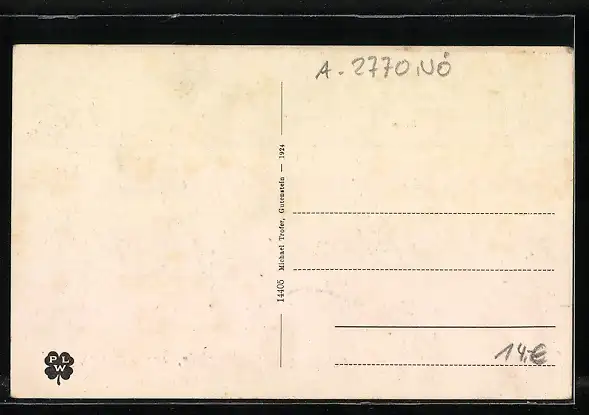 A - 2770 NÖ
14405 Michael Trofer, Gutenstein — 1924
14,-€
P L
W